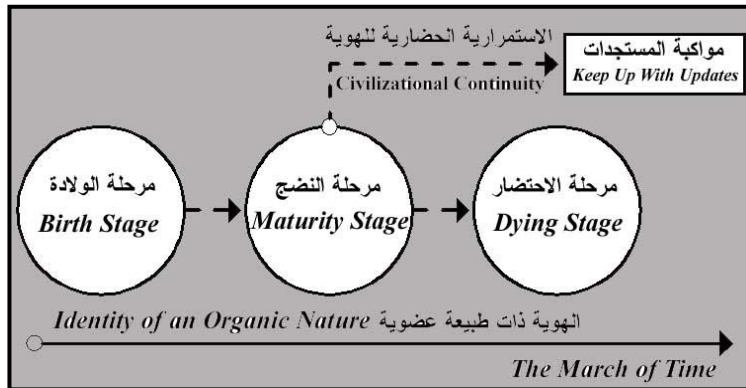 الاستمرارية الحضارية للهوية
Civilizational Continuity
مواكبة المستجدات
Keep Up With Updates
مرحلة الولادة
Birth Stage
مرحلة النضج
Maturity Stage
مرحلة الاحتضار
Dying Stage
Identity of an Organic Nature الهوية ذات طبيعة عضوية
The March of Time